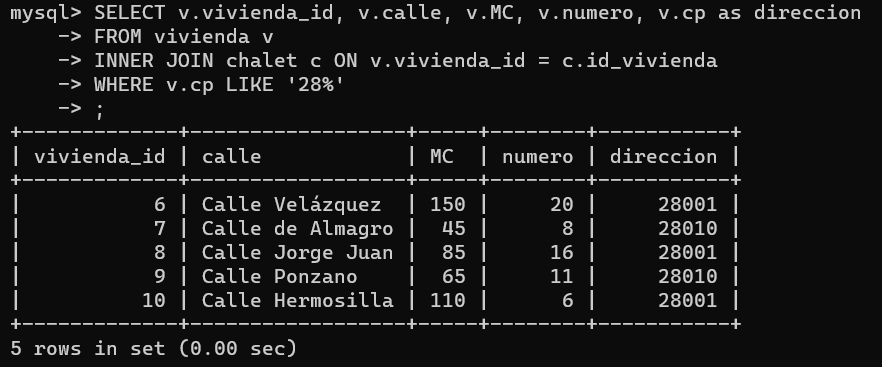 mysql> SELECT v.vivienda_id, v.calle, v.MC, v.numero, v.cp as direccion
    -> FROM vivienda v
    -> INNER JOIN chalet c ON v.vivienda_id = c.id_vivienda
    -> WHERE v.cp LIKE '28%'
    -> ;
+-------------+------------------+-----+--------+-----------+
| vivienda_id | calle            | MC  | numero | direccion |
+-------------+------------------+-----+--------+-----------+
|           6 | Calle Velázquez  | 150 |     20 |     28001 |
|           7 | Calle de Almagro |  45 |      8 |     28010 |
|           8 | Calle Jorge Juan |  85 |     16 |     28001 |
|           9 | Calle Ponzano    |  65 |     11 |     28010 |
|          10 | Calle Hermosilla | 110 |      6 |     28001 |
+-------------+------------------+-----+--------+-----------+
5 rows in set (0.00 sec)